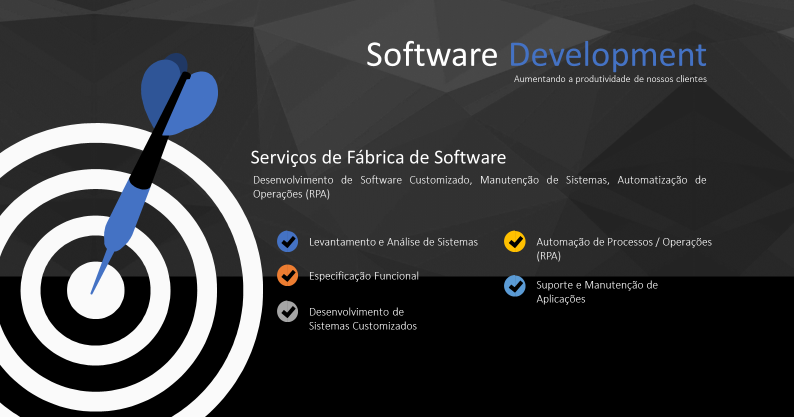 Software Development
Aumentando a produtividade de nossos clientes
Serviços de Fábrica de Software
Desenvolvimento de Software Customizado, Manutenção de Sistemas, Automatização de
Operações (RPA)
Levantamento e Análise de Sistemas
Especificação Funcional
Desenvolvimento de
Sistemas Customizados
Automação de Processos / Operações
(RPA)
Suporte e Manutenção de
Aplicações